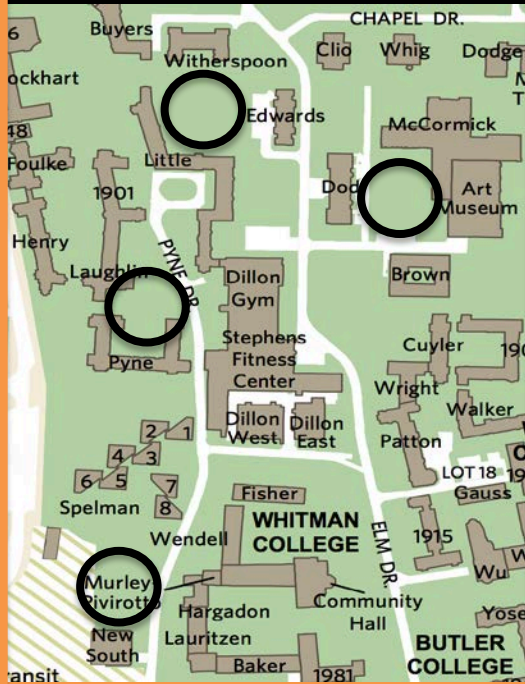 CHAPEL DR.
Buyers
Witherspoon
Clio
Whig
Dodge
6
ockhart
Edwards
McCormick
48
Foulke
Little
1901
Dod
Art
Museum
Henry
PYNE DR.
Laughlin
Dillon
Gym
Brown
Stephens
Fitness
Center
Cuyler
190
Pyne
Wright
Walker
Dillon
West
Dillon
East
Patton
2
1
4
3
6
5
7
8
Spelman
LOT 18
Gauss
Fisher
WHITMAN
COLLEGE
Wendell
ELM DR.
1915
Wu
Murley-
Pivirotto
Hargadon
Community
Hall
New
South
Lauritzen
Yose
BUTLER
COLLEGE
Baker
1981
ransit